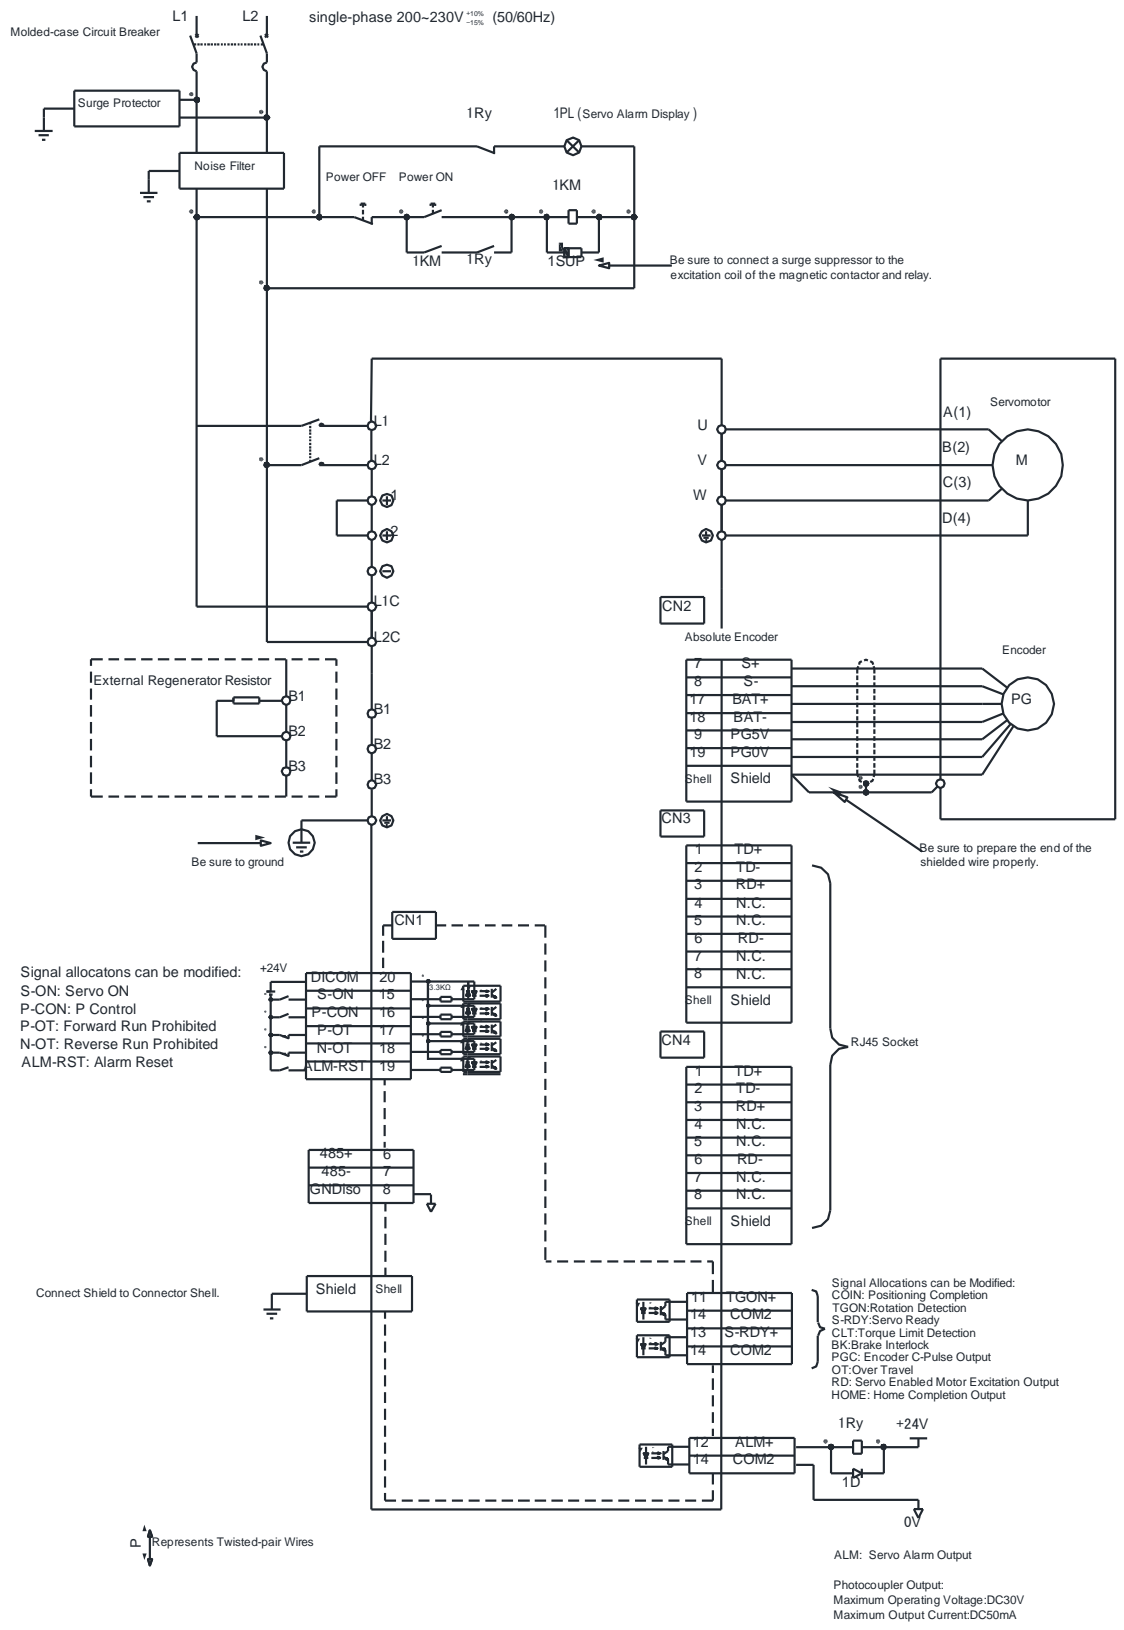 L1 L2 single-phase 200~230V +10% −15% (50/60Hz)
Molded-case Circuit Breaker
Surge Protector
1Ry 1PL ( Servo Alarm Display )
Noise Filter
Power OFF Power ON
1KM
1KM 1Ry 1SUP
Be sure to connect a surge suppressor to the
excitation coil of the magnetic contactor and relay.
L1
L2
1
2
L1C
L2C
U
V
W
A(1)
B(2)
C(3)
D(4)
Servomotor
M
CN2
Absolute Encoder
7 S+
8 S-
17 BAT+
18 BAT-
9 PG5V
19 PG0V
Shell Shield
Encoder
PG
External Regenerator Resistor
B1
B2
B3
B1
B2
B3
Be sure to ground
Be sure to prepare the end of the
shielded wire properly.
CN3
1 TD+
2 TD-
3 RD+
4 N.C.
5 N.C.
6 RD-
7 N.C.
8 N.C.
Shell Shield
CN4
1 TD+
2 TD-
3 RD+
4 N.C.
5 N.C.
6 RD-
7 N.C.
8 N.C.
Shell Shield
RJ45 Socket
CN1
Signal allocatons can be modified:
S-ON: Servo ON
P-CON: P Control
P-OT: Forward Run Prohibited
N-OT: Reverse Run Prohibited
ALM-RST: Alarm Reset
+24V
DICOM 20
S-ON 15
P-CON 16
P-OT 17
N-OT 18
ALM-RST 19
3.3KΩ
485+ 6
485- 7
GNDiso 8
Connect Shield to Connector Shell.
Shield Shell
11 TGON+
14 COM2
13 S-RDY+
14 COM2
Signal Allocations can be Modified:
COIN: Positioning Completion
TGON:Rotation Detection
S-RDY:Servo Ready
CLT:Torque Limit Detection
BK:Brake Interlock
PGC: Encoder C-Pulse Output
OT:Over Travel
RD: Servo Enabled Motor Excitation Output
HOME: Home Completion Output
12 ALM+
14 COM2
1Ry +24V
1D
0V
P Represents Twisted-pair Wires
ALM: Servo Alarm Output
Photocoupler Output:
Maximum Operating Voltage:DC30V
Maximum Output Current:DC50mA